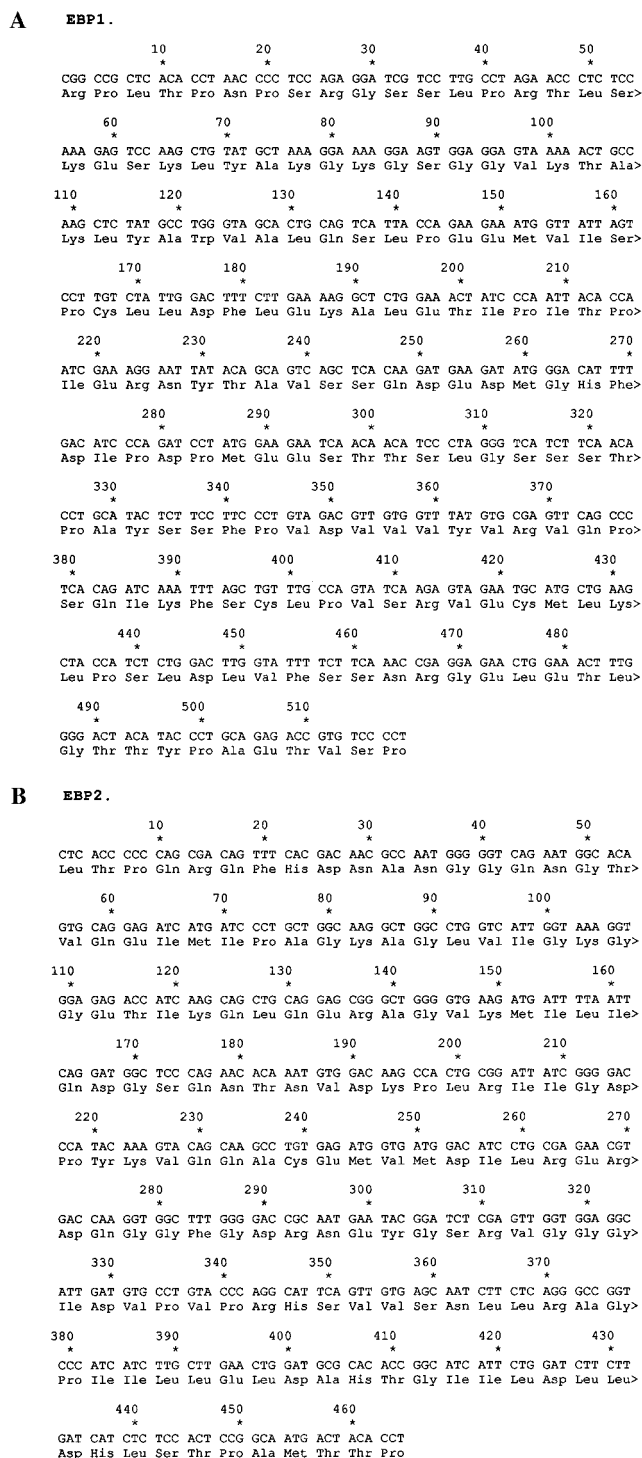 A EBP1.
10 20 30 40 50
* * * * *
CGG CCG CTC ACA CCT AAC CCC TCC AGA GGA TCG TCC TTG CCT AGA ACC CTC TCC
Arg Pro Leu Thr Pro Asn Pro Ser Arg Gly Ser Ser Leu Pro Arg Thr Leu Ser>
60 70 80 90 100
* * * * *
AAA GAG TCC AAG CTG TAT GCT AAA GGA AAA GGA AGT GGA GGA GTA AAA ACT GCC
Lys Glu Ser Lys Leu Tyr Ala Lys Gly Lys Gly Ser Gly Gly Val Lys Thr Ala>
110 120 130 140 150 160
* * * * * *
AAG CTC TAT GCC TGG GTA GCA CTG CAG TCA TTA CCA GAA GAA ATG GTT ATT AGT
Lys Leu Tyr Ala Trp Val Ala Leu Gln Ser Leu Pro Glu Glu Met Val Ile Ser>
170 180 190 200 210
* * * * *
CCT TGT CTA TTG GAC TTT CTT GAA AAG GCT CTG GAA ACT ATC CCA ATT ACA CCA
Pro Cys Leu Leu Asp Phe Leu Glu Lys Ala Leu Glu Thr Ile Pro Ile Thr Pro>
220 230 240 250 260 270
* * * * * *
ATC GAA AGG AAT TAT ACA GCA GTC AGC TCA CAA GAT GAA GAT ATG GGA CAT TTT
Ile Glu Arg Asn Tyr Thr Ala Val Ser Ser Gln Asp Glu Asp Met Gly His Phe>
280 290 300 310 320
* * * * *
GAC ATC CCA GAT CCT ATG GAA GAA TCA ACA ACA TCC CTA GGG TCA TCT TCA ACA
Asp Ile Pro Asp Pro Met Glu Glu Ser Thr Thr Ser Leu Gly Ser Ser Ser Thr>
330 340 350 360 370
* * * * *
CCT GCA TAC TCT TCC TTC CCT GTA GAC GTT GTG GTT TAT GTG CGA GTT CAG CCC
Pro Ala Tyr Ser Ser Phe Pro Val Asp Val Val Val Tyr Val Arg Val Gln Pro>
380 390 400 410 420 430
* * * * * *
TCA CAG ATC AAA TTT AGC TGT TTG CCA GTA TCA AGA GTA GAA TGC ATG CTG AAG
Ser Gln Ile Lys Phe Ser Cys Leu Pro Val Ser Arg Val Glu Cys Met Leu Lys>
440 450 460 470 480
* * * * *
CTA CCA TCT CTG GAC TTG GTA TTT TCT TCA AAC CGA GGA GAA CTG GAA ACT TTG
Leu Pro Ser Leu Asp Leu Val Phe Ser Ser Asn Arg Gly Glu Leu Glu Thr Leu>
490 500 510
* * *
GGG ACT ACA TAC CCT GCA GAG ACC GTG TCC CCT
Gly Thr Thr Tyr Pro Ala Glu Thr Val Ser Pro
B EBP2.
10 20 30 40 50
* * * * *
CTC ACC CCC CAG CGA CAG TTT CAC GAC AAC GCC AAT GGG GGT CAG AAT GGC ACA
Leu Thr Pro Gln Arg Gln Phe His Asp Asn Ala Asn Gly Gly Gln Asn Gly Thr>
60 70 80 90 100
* * * * *
GTG CAG GAG ATC ATG ATC CCT GCT GGC AAG GCT GGC CTG GTC ATT GGT AAA GGT
Val Gln Glu Ile Met Ile Pro Ala Gly Lys Ala Gly Leu Val Ile Gly Lys Gly>
110 120 130 140 150 160
* * * * * *
GGA GAG ACC ATC AAG CAG CTG CAG GAG CGG GCT GGG GTG AAG ATG ATT TTA ATT
Gly Glu Thr Ile Lys Gln Leu Gln Glu Arg Ala Gly Val Lys Met Ile Leu Ile>
170 180 190 200 210
* * * * *
CAG GAT GGC TCC CAG AAC ACA AAT GTG GAC AAG CCA CTG CGG ATT ATC GGG GAC
Gln Asp Gly Ser Gln Asn Thr Asn Val Asp Lys Pro Leu Arg Ile Ile Gly Asp>
220 230 240 250 260 270
* * * * * *
CCA TAC AAA GTA CAG CAA GCC TGT GAG ATG GTG ATG GAC ATC CTG CGA GAA CGT
Pro Tyr Lys Val Gln Gln Ala Cys Glu Met Val Met Asp Ile Leu Arg Glu Arg>
280 290 300 310 320
* * * * *
GAC CAA GGT GGC TTT GGG GAC CGC AAT GAA TAC GGA TCT CGA GTT GGT GGA GGC
Asp Gln Gly Gly Phe Gly Asp Arg Asn Glu Tyr Gly Ser Arg Val Gly Gly Gly>
330 340 350 360 370
* * * * *
ATT GAT GTG CCT GTA CCC AGG CAT TCA GTT GTG AGC AAT CTT CTC AGG GCC GGT
Ile Asp Val Pro Val Pro Arg His Ser Val Val Ser Asn Leu Leu Arg Ala Gly>
380 390 400 410 420 430
* * * * * *
CCC ATC ATC TTG CTT GAA CTG GAT GCG CAC ACC GGC ATC ATT CTG GAT CTT CTT
Pro Ile Ile Leu Leu Glu Leu Asp Ala His Thr Gly Ile Ile Leu Asp Leu Leu>
440 450 460
* * *
GAT CAT CTC TCC ACT CCG GCA ATG ACT ACA CCT
Asp His Leu Ser Thr Pro Ala Met Thr Thr Pro